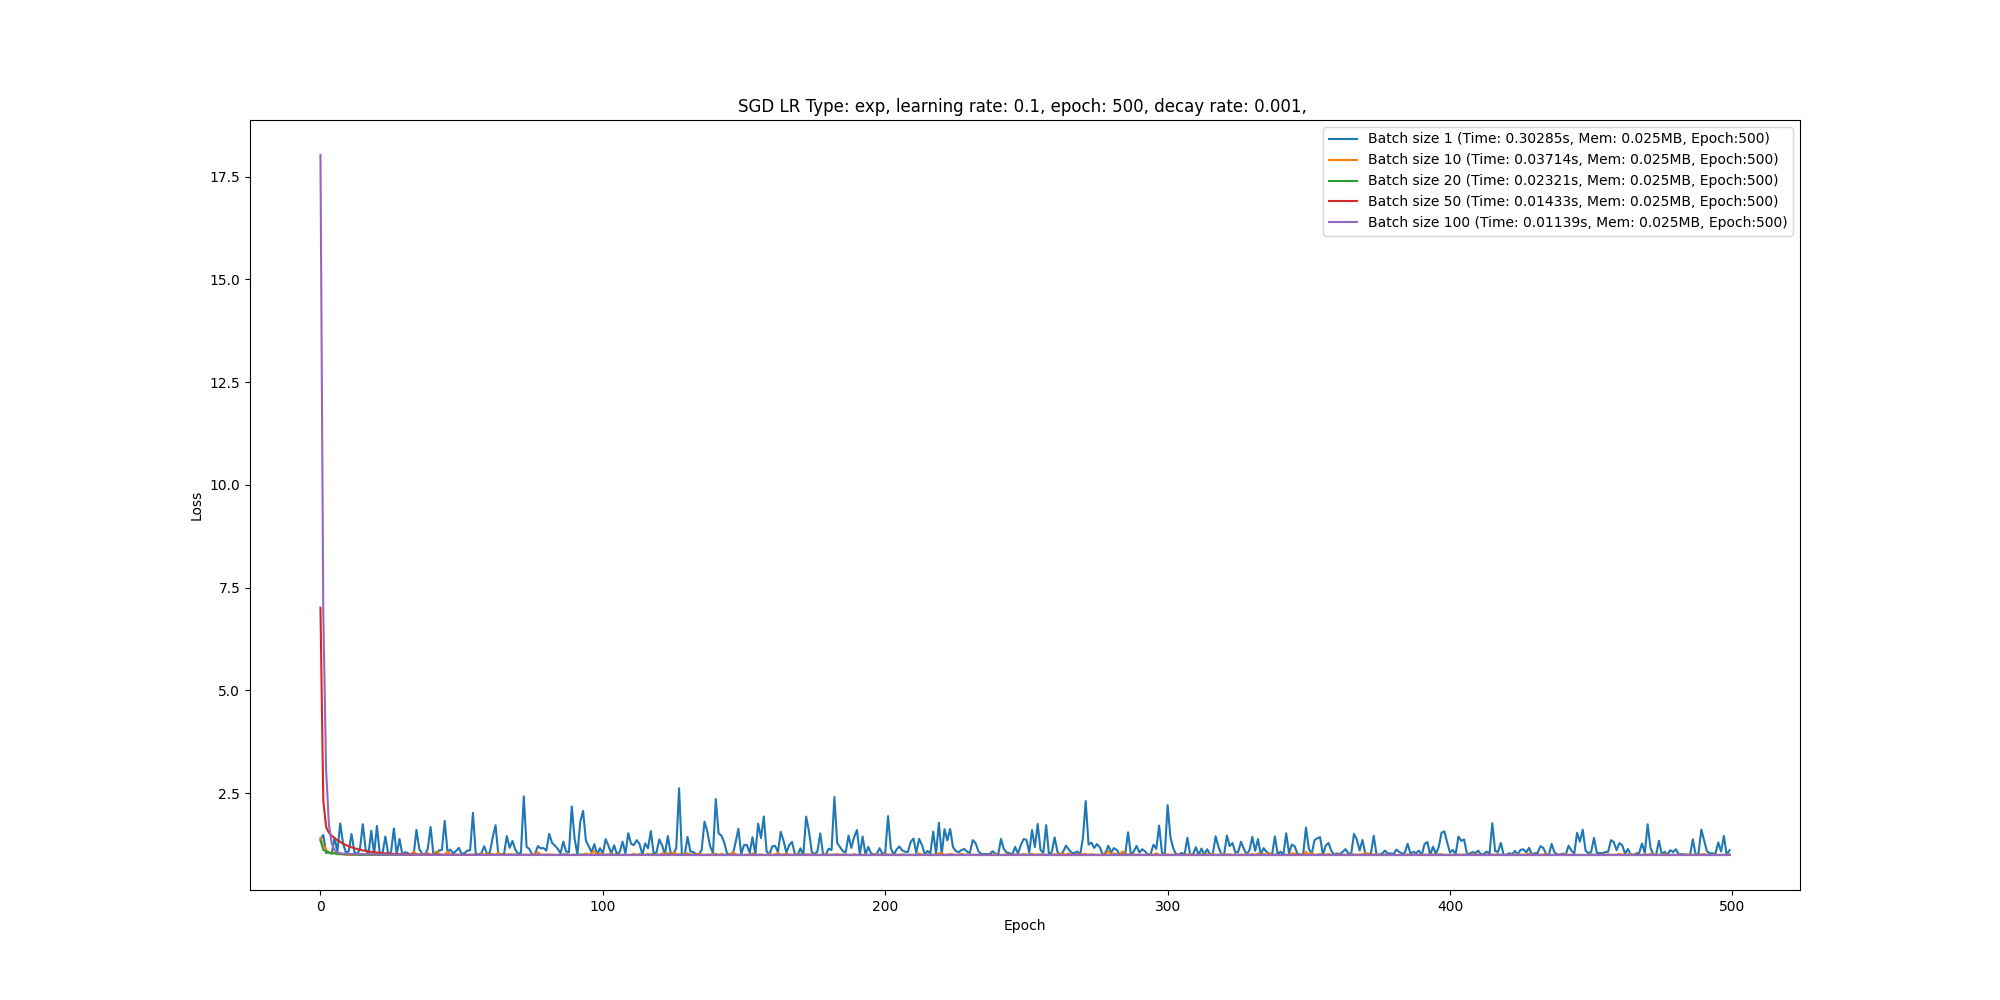 SGD LR Type: exp, learning rate: 0.1, epoch: 500, decay rate: 0.001,
Batch size 1 (Time: 0.30285s, Mem: 0.025MB, Epoch:500)
Batch size 10 (Time: 0.03714s, Mem: 0.025MB, Epoch:500)
Batch size 20 (Time: 0.02321s, Mem: 0.025MB, Epoch:500)
Batch size 50 (Time: 0.01433s, Mem: 0.025MB, Epoch:500)
Batch size 100 (Time: 0.01139s, Mem: 0.025MB, Epoch:500)
17.5
15.0
12.5
10.0
7.5
5.0
2.5
Loss
0 100 200 300 400 500
Epoch